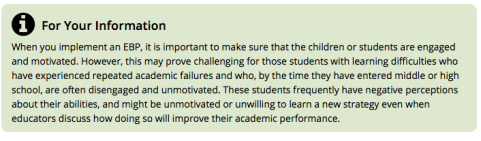 For Your Information
When you implement an EBP, it is important to make sure that the children or students are engaged
and motivated. However, this may prove challenging for those students with learning difficulties who
have experienced repeated academic failures and who, by the time they have entered middle or high
school, are often disengaged and unmotivated. These students frequently have negative perceptions
about their abilities, and might be unmotivated or unwilling to learn a new strategy even when
educators discuss how doing so will improve their academic performance.